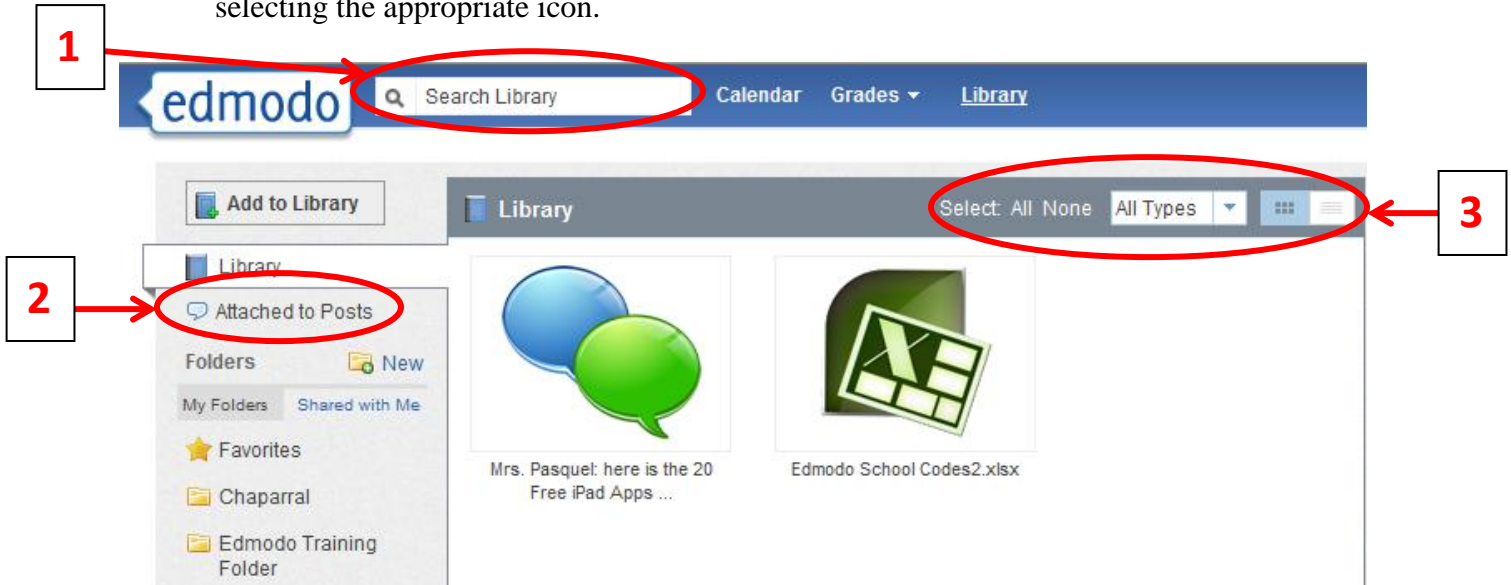 selecting the appropriate icon.
1
edmodo Search Library Calendar Grades Library
Add to Library
Library
Select: All None All Types
3
Library
2
Attached to Posts
Folders New
My Folders Shared with Me
Favorites
Chaparral
Edmodo Training
Folder
Mrs. Pasquel: here is the 20
Free iPad Apps ...
Edmodo School Codes2.xlsx